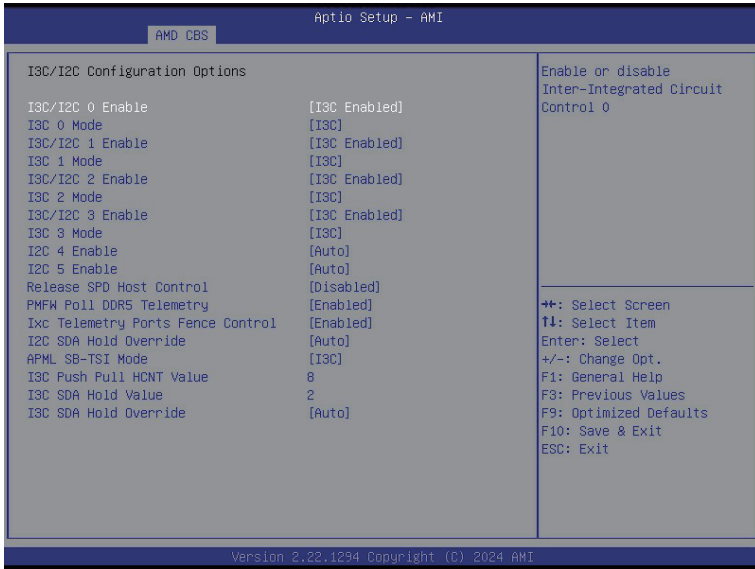 Aptio Setup – AMI
AMD CBS
I3C/I2C Configuration Options
I3C/I2C 0 Enable [I3C Enabled]
I3C 0 Mode [I3C]
I3C/I2C 1 Enable [I3C Enabled]
I3C 1 Mode [I3C]
I3C/I2C 2 Enable [I3C Enabled]
I3C 2 Mode [I3C]
I3C/I2C 3 Enable [I3C Enabled]
I3C 3 Mode [I3C]
I2C 4 Enable [Auto]
I2C 5 Enable [Auto]
Release SPD Host Control [Disabled]
PMFW Poll DDR5 Telemetry [Enabled]
Ixc Telemetry Ports Fence Control [Enabled]
I2C SDA Hold Override [Auto]
APML SB-TSI Mode [I3C]
I3C Push Pull HCNT Value 8
I3C SDA Hold Value 2
I3C SDA Hold Override [Auto]
Enable or disable
Inter-Integrated Circuit
Control 0
→←: Select Screen
↑↓: Select Item
Enter: Select
+/-: Change Opt.
F1: General Help
F3: Previous Values
F9: Optimized Defaults
F10: Save & Exit
ESC: Exit
Version 2.22.1294 Copyright (C) 2024 AMI